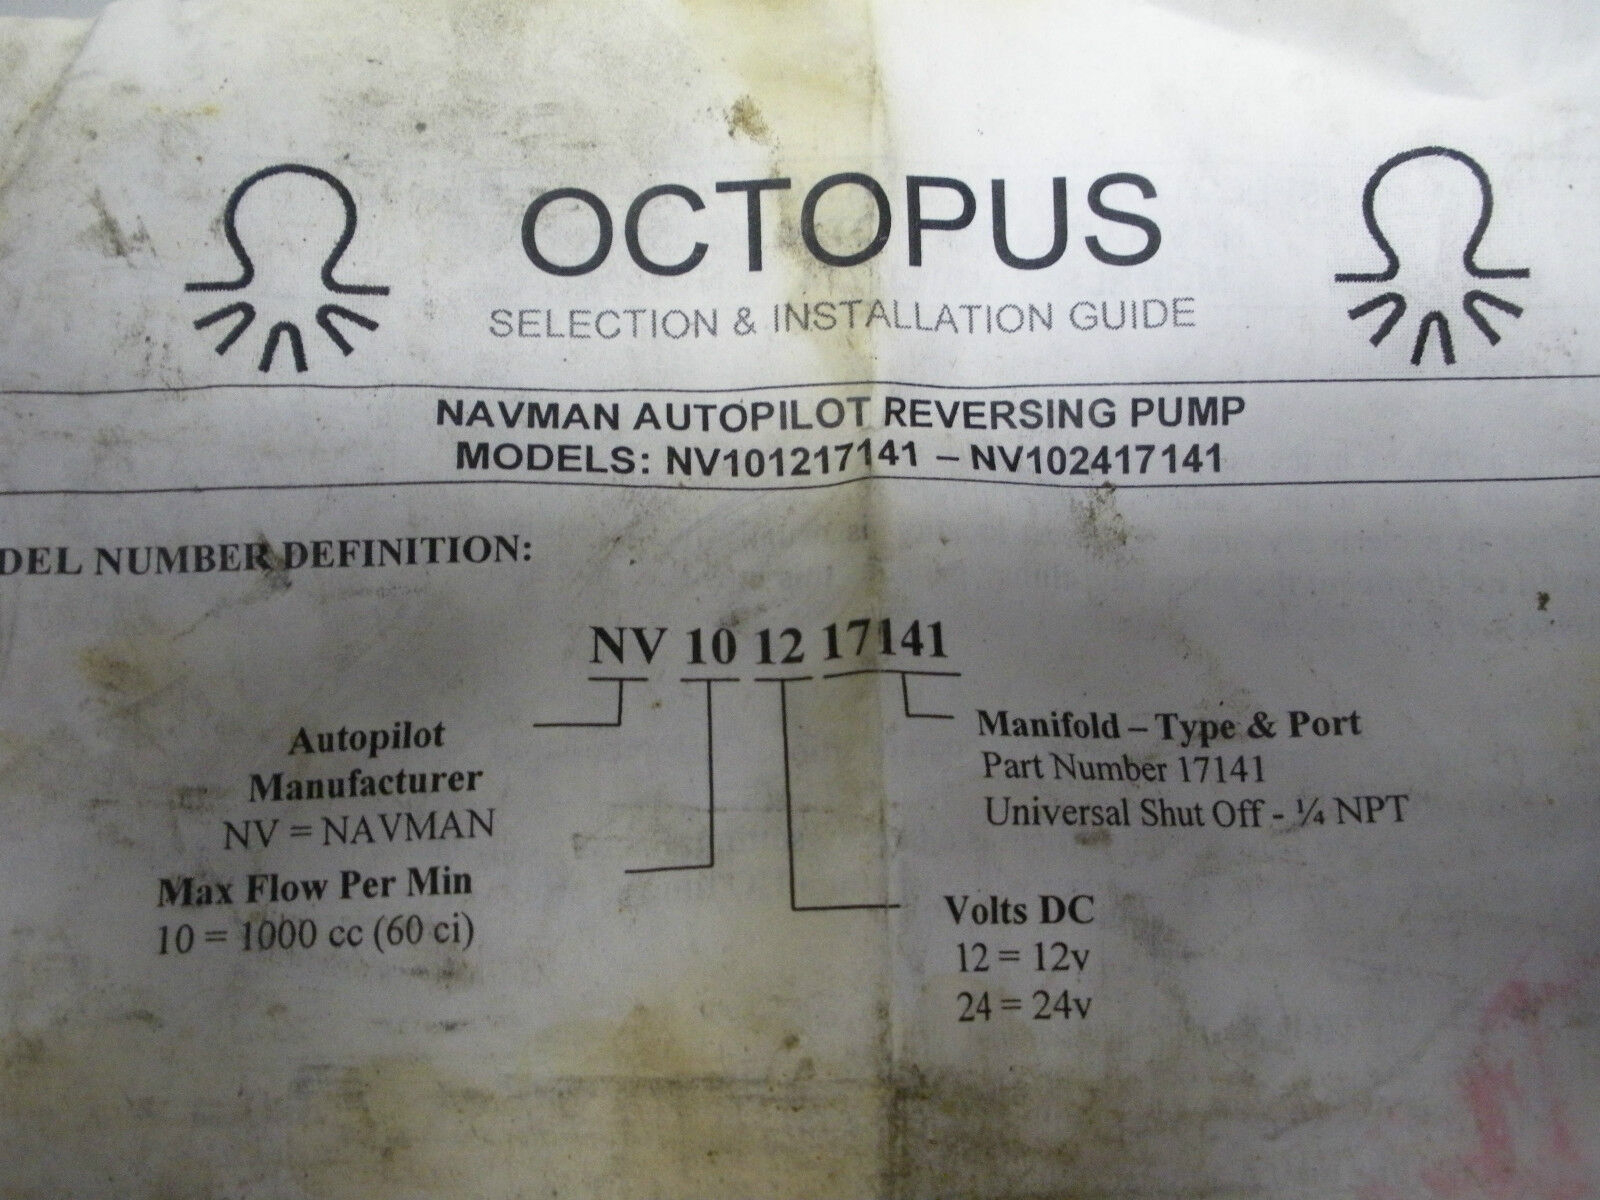 OCTOPUS
SELECTION & INSTALLATION GUIDE
NAVMAN AUTOPILOT REVERSING PUMP
MODELS: NV101217141 – NV102417141
DEL NUMBER DEFINITION:
NV 10 12 17141
Autopilot
Manufacturer
NV = NAVMAN
Max Flow Per Min
10 = 1000 cc (60 ci)
Manifold – Type & Port
Part Number 17141
Universal Shut Off - ¼ NPT
Volts DC
12 = 12v
24 = 24v